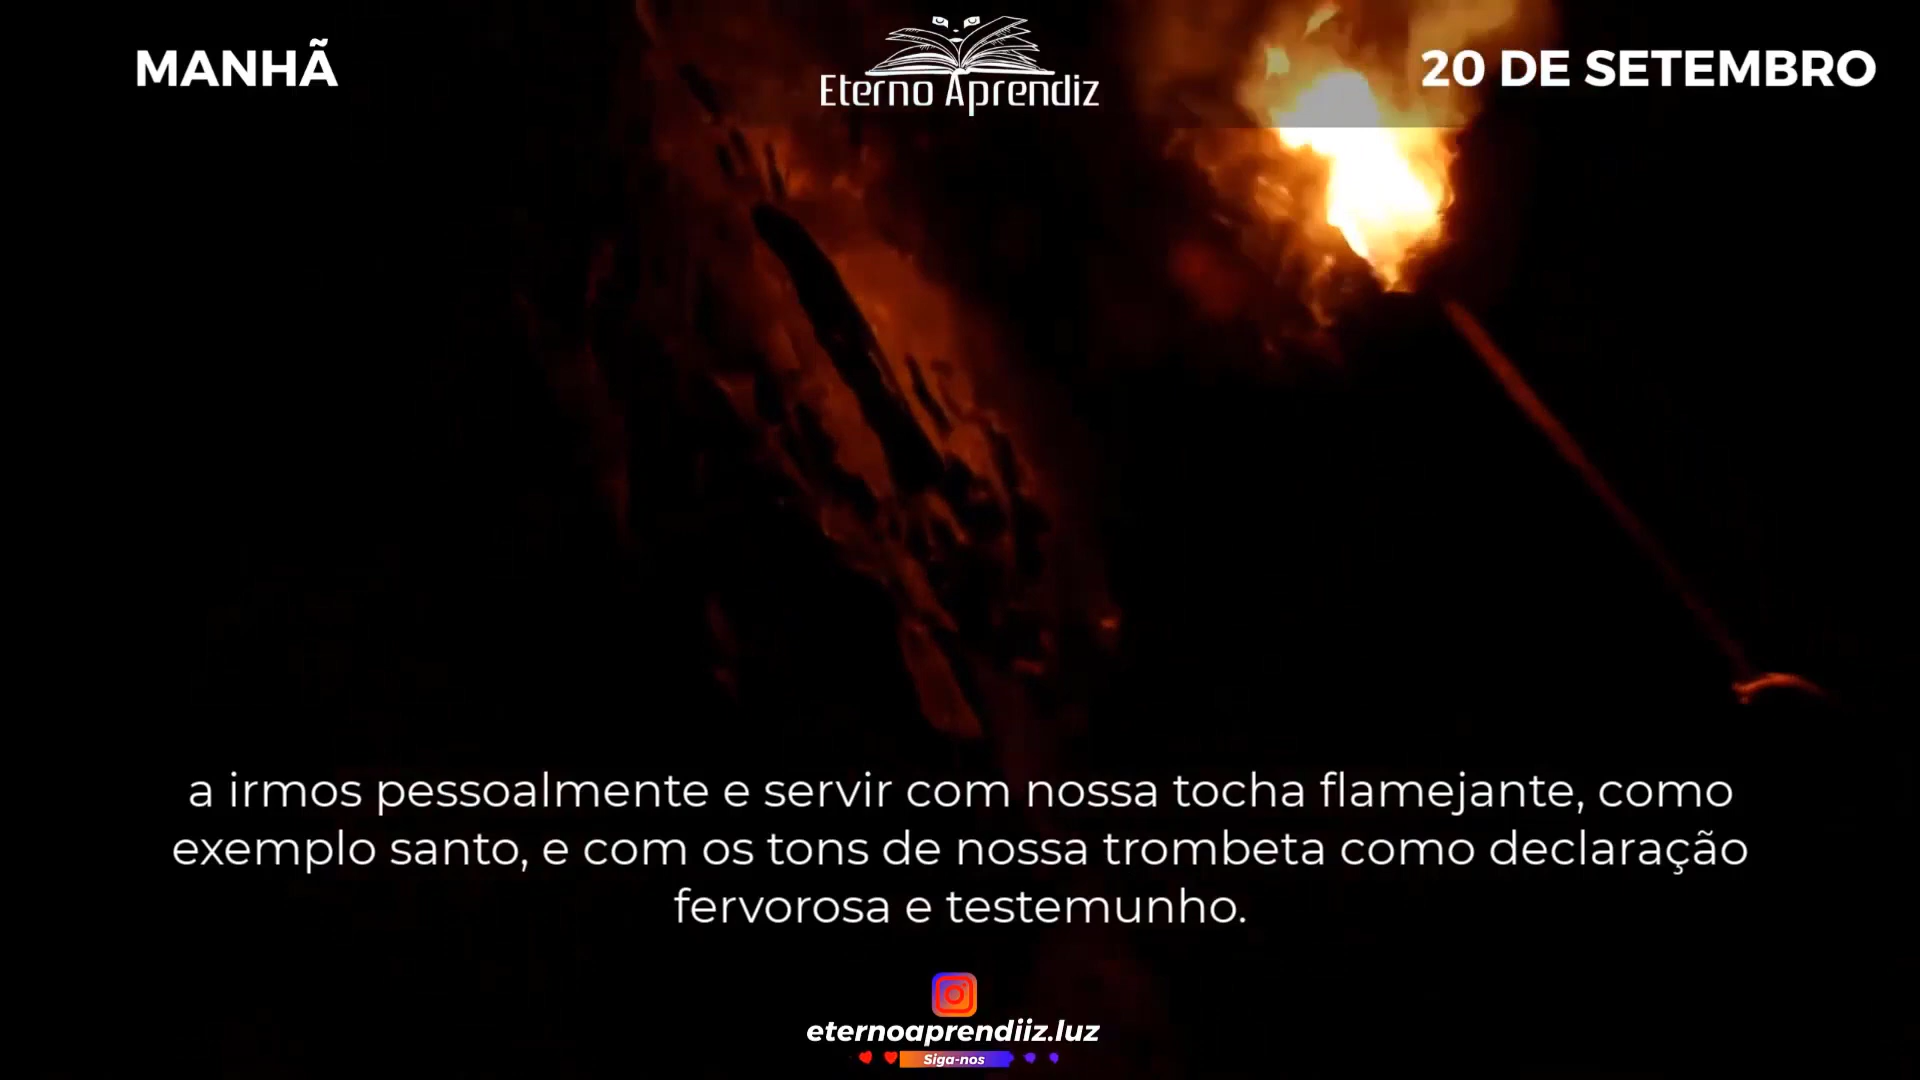 MANHÃ
Eterno Aprendiz
20 DE SETEMBRO
a irmos pessoalmente e servir com nossa tocha flamejante, como
exemplo santo, e com os tons de nossa trombeta como declaração
fervorosa e testemunho.
eternoaprendiiz.luz
Siga-nos